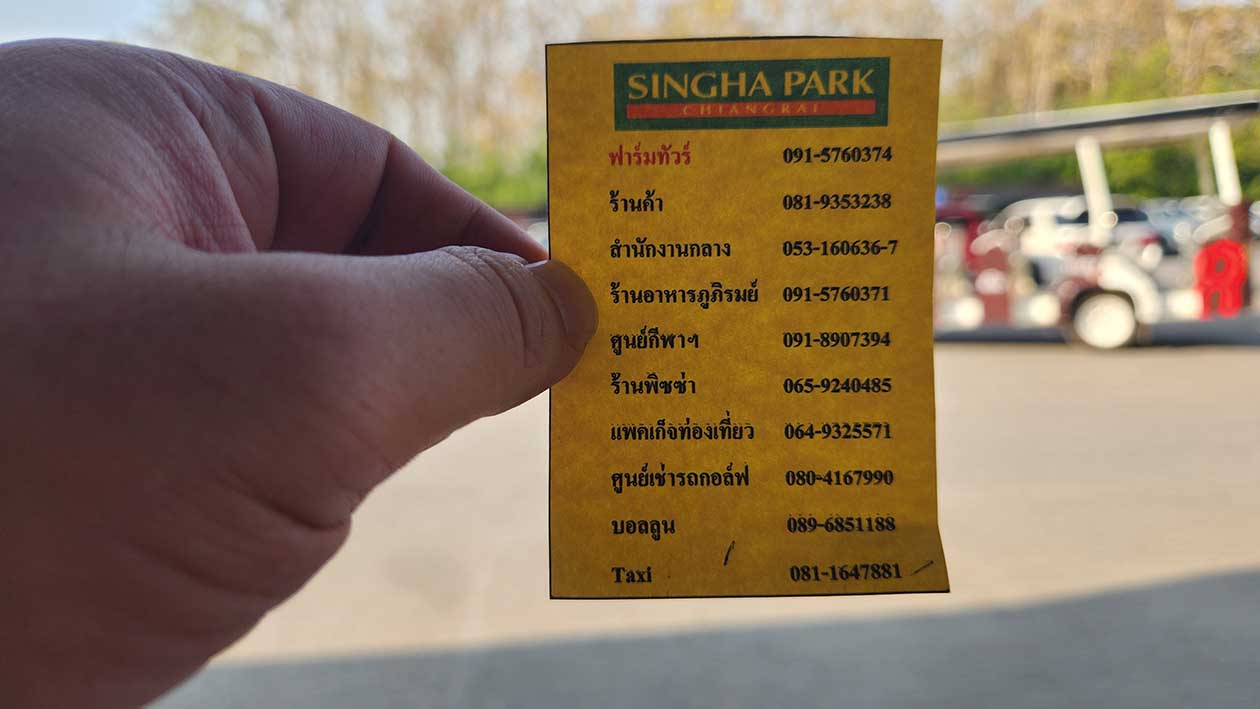 SINGHA PARK
CHIANGRAI
ฟาร์มทัวร์ 091-5760374
ร้านค้า 081-9353238
สำนักงานกลาง 053-160636-7
ร้านอาหารภูภิรมย์ 091-5760371
ศูนย์กีฬาฯ 091-8907394
ร้านพิซซ่า 065-9240485
แพคเก็จท่องเที่ยว 064-9325571
ศูนย์เช่ารถกอล์ฟ 080-4167990
บอลลูน 089-6851188
Taxi 081-1647881
8